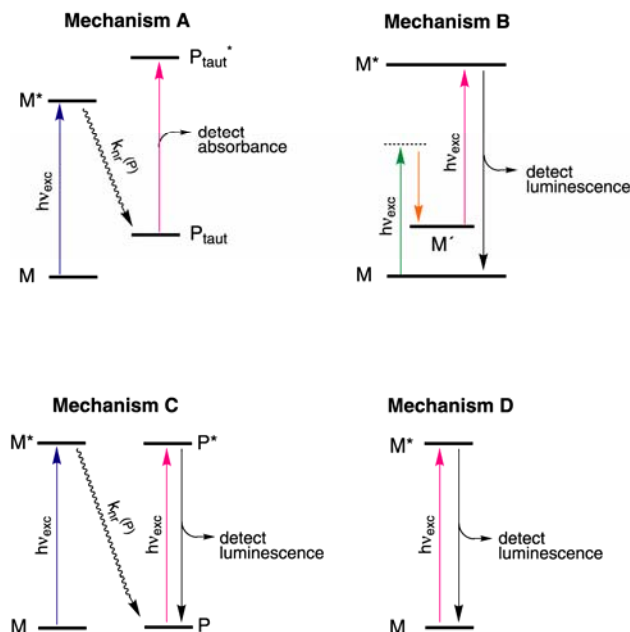 Mechanism A
Mechanism B
P_taut*
M*
M*
k_nr^(P)
detect
absorbance
hν_exc
hν_exc
detect
luminescence
hν_exc
P_taut
M´
M
M
Mechanism C
Mechanism D
M*
P*
M*
k_nr^(P)
hν_exc
hν_exc
detect
luminescence
hν_exc
detect
luminescence
M
P
M